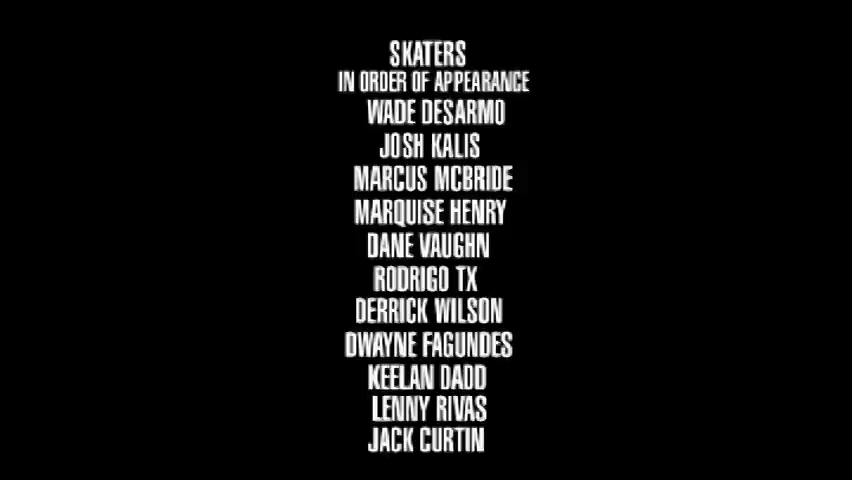 SKATERS
IN ORDER OF APPEARANCE
WADE DESARMO
JOSH KALIS
MARCUS MCBRIDE
MARQUISE HENRY
DANE VAUGHN
RODRIGO TX
DERRICK WILSON
DWAYNE FAGUNDES
KEELAN DADD
LENNY RIVAS
JACK CURTIN